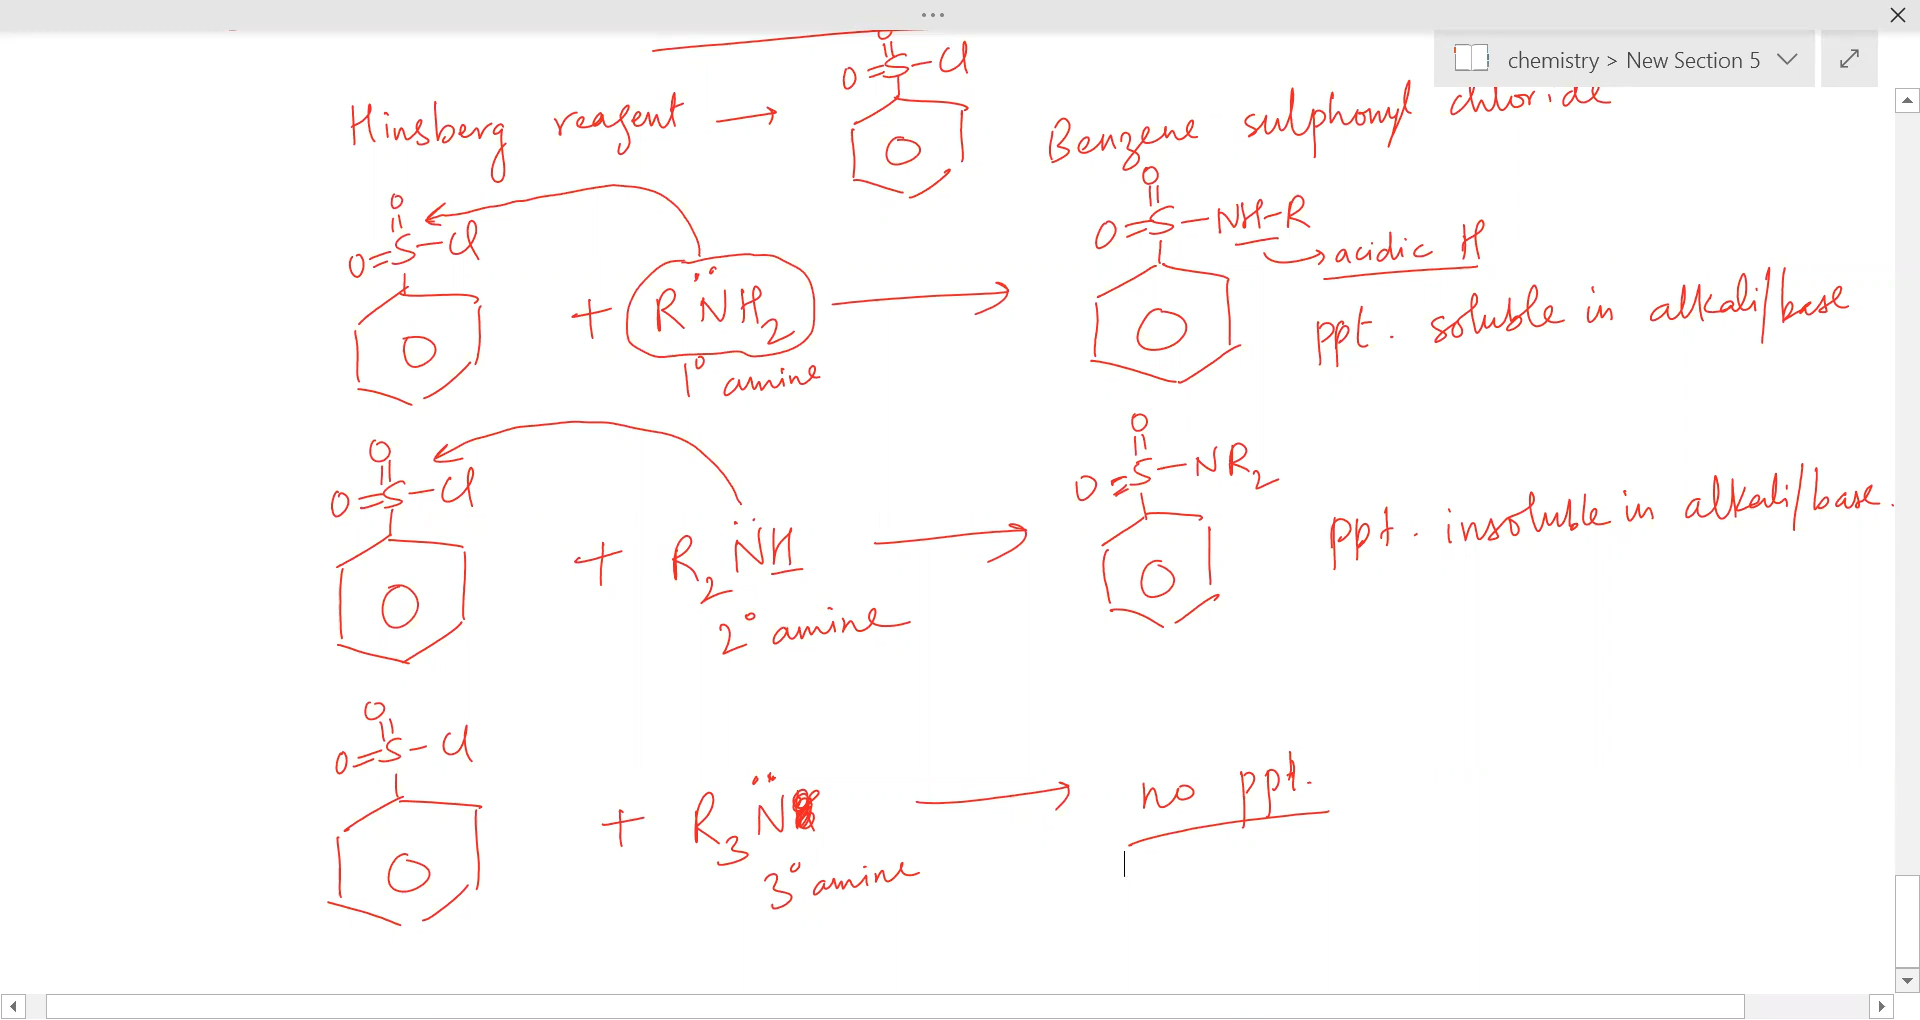 chemistry > New Section 5
O
O=S-Cl
Hinsberg reagent → Benzene sulphonyl chloride
O
O=S-Cl
+ RNH2 →
1° amine
O
O=S-NH-R
→ acidic H
ppt. soluble in alkali/base
O
O=S-Cl
+ R2NH →
2° amine
O
O=S-NR2
ppt. insoluble in alkali/base.
O
O=S-Cl
+ R3N → no ppt.
3° amine